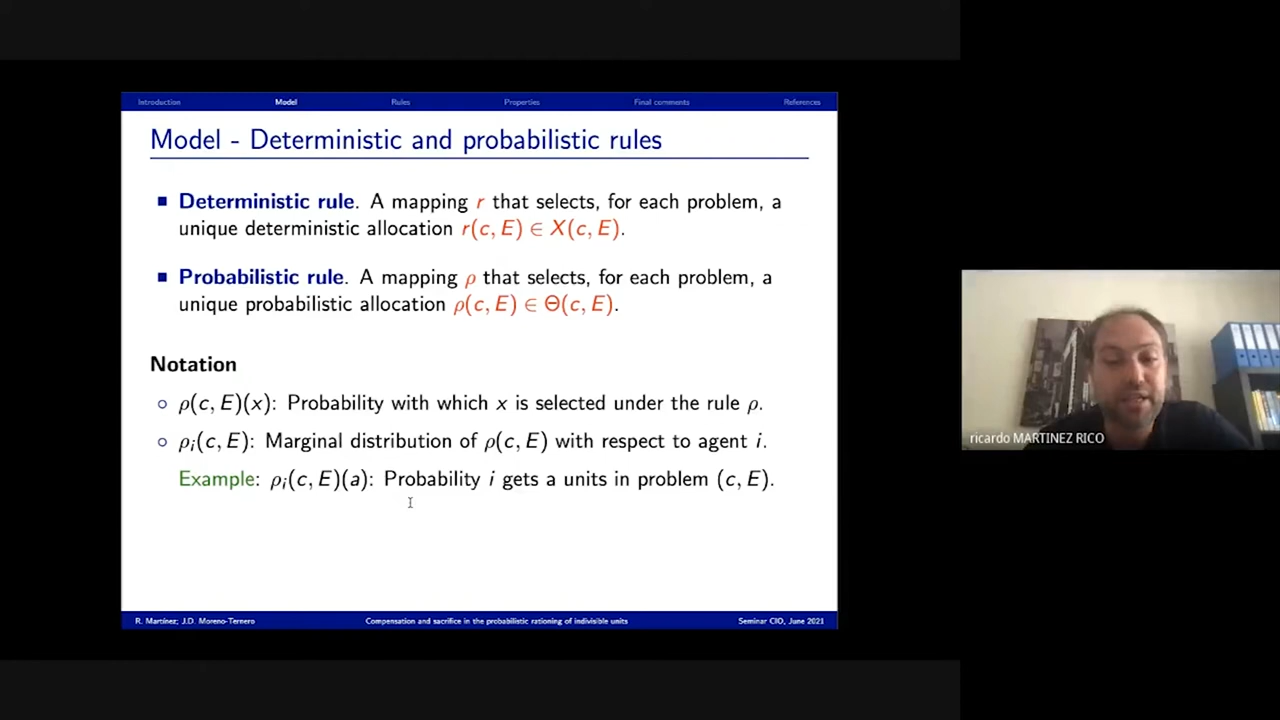 Introduction Model Rules Properties Final comments References
Model - Deterministic and probabilistic rules
Deterministic rule. A mapping r that selects, for each problem, a
unique deterministic allocation r(c, E) ∈ X(c, E).
Probabilistic rule. A mapping ρ that selects, for each problem, a
unique probabilistic allocation ρ(c, E) ∈ Θ(c, E).
Notation
ρ(c, E)(x): Probability with which x is selected under the rule ρ.
ρi(c, E): Marginal distribution of ρ(c, E) with respect to agent i.
Example: ρi(c, E)(a): Probability i gets a units in problem (c, E).
R. Martínez; J.D. Moreno-Ternero Compensation and sacrifice in the probabilistic rationing of indivisible units Seminar CIO, June 2021
ricardo MARTINEZ RICO